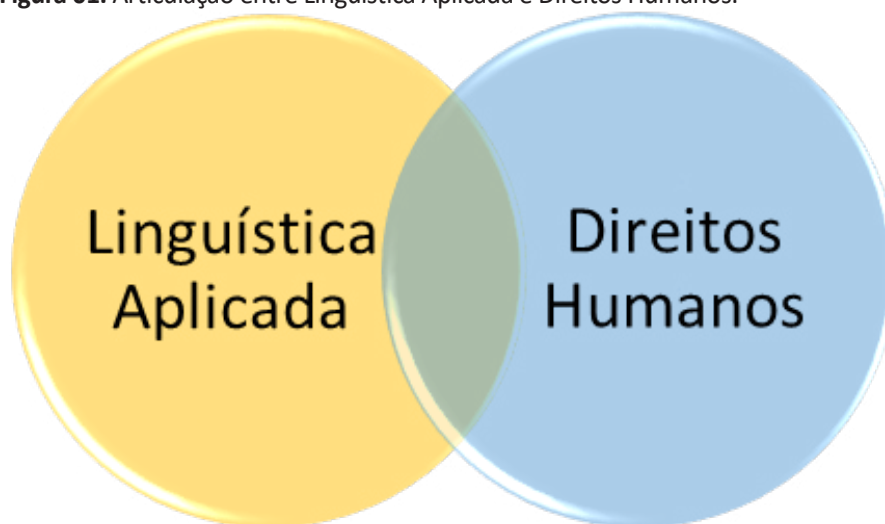 Figura 01. Articulação entre Linguística Aplicada e Direitos Humanos.
Linguística
Aplicada
Direitos
Humanos